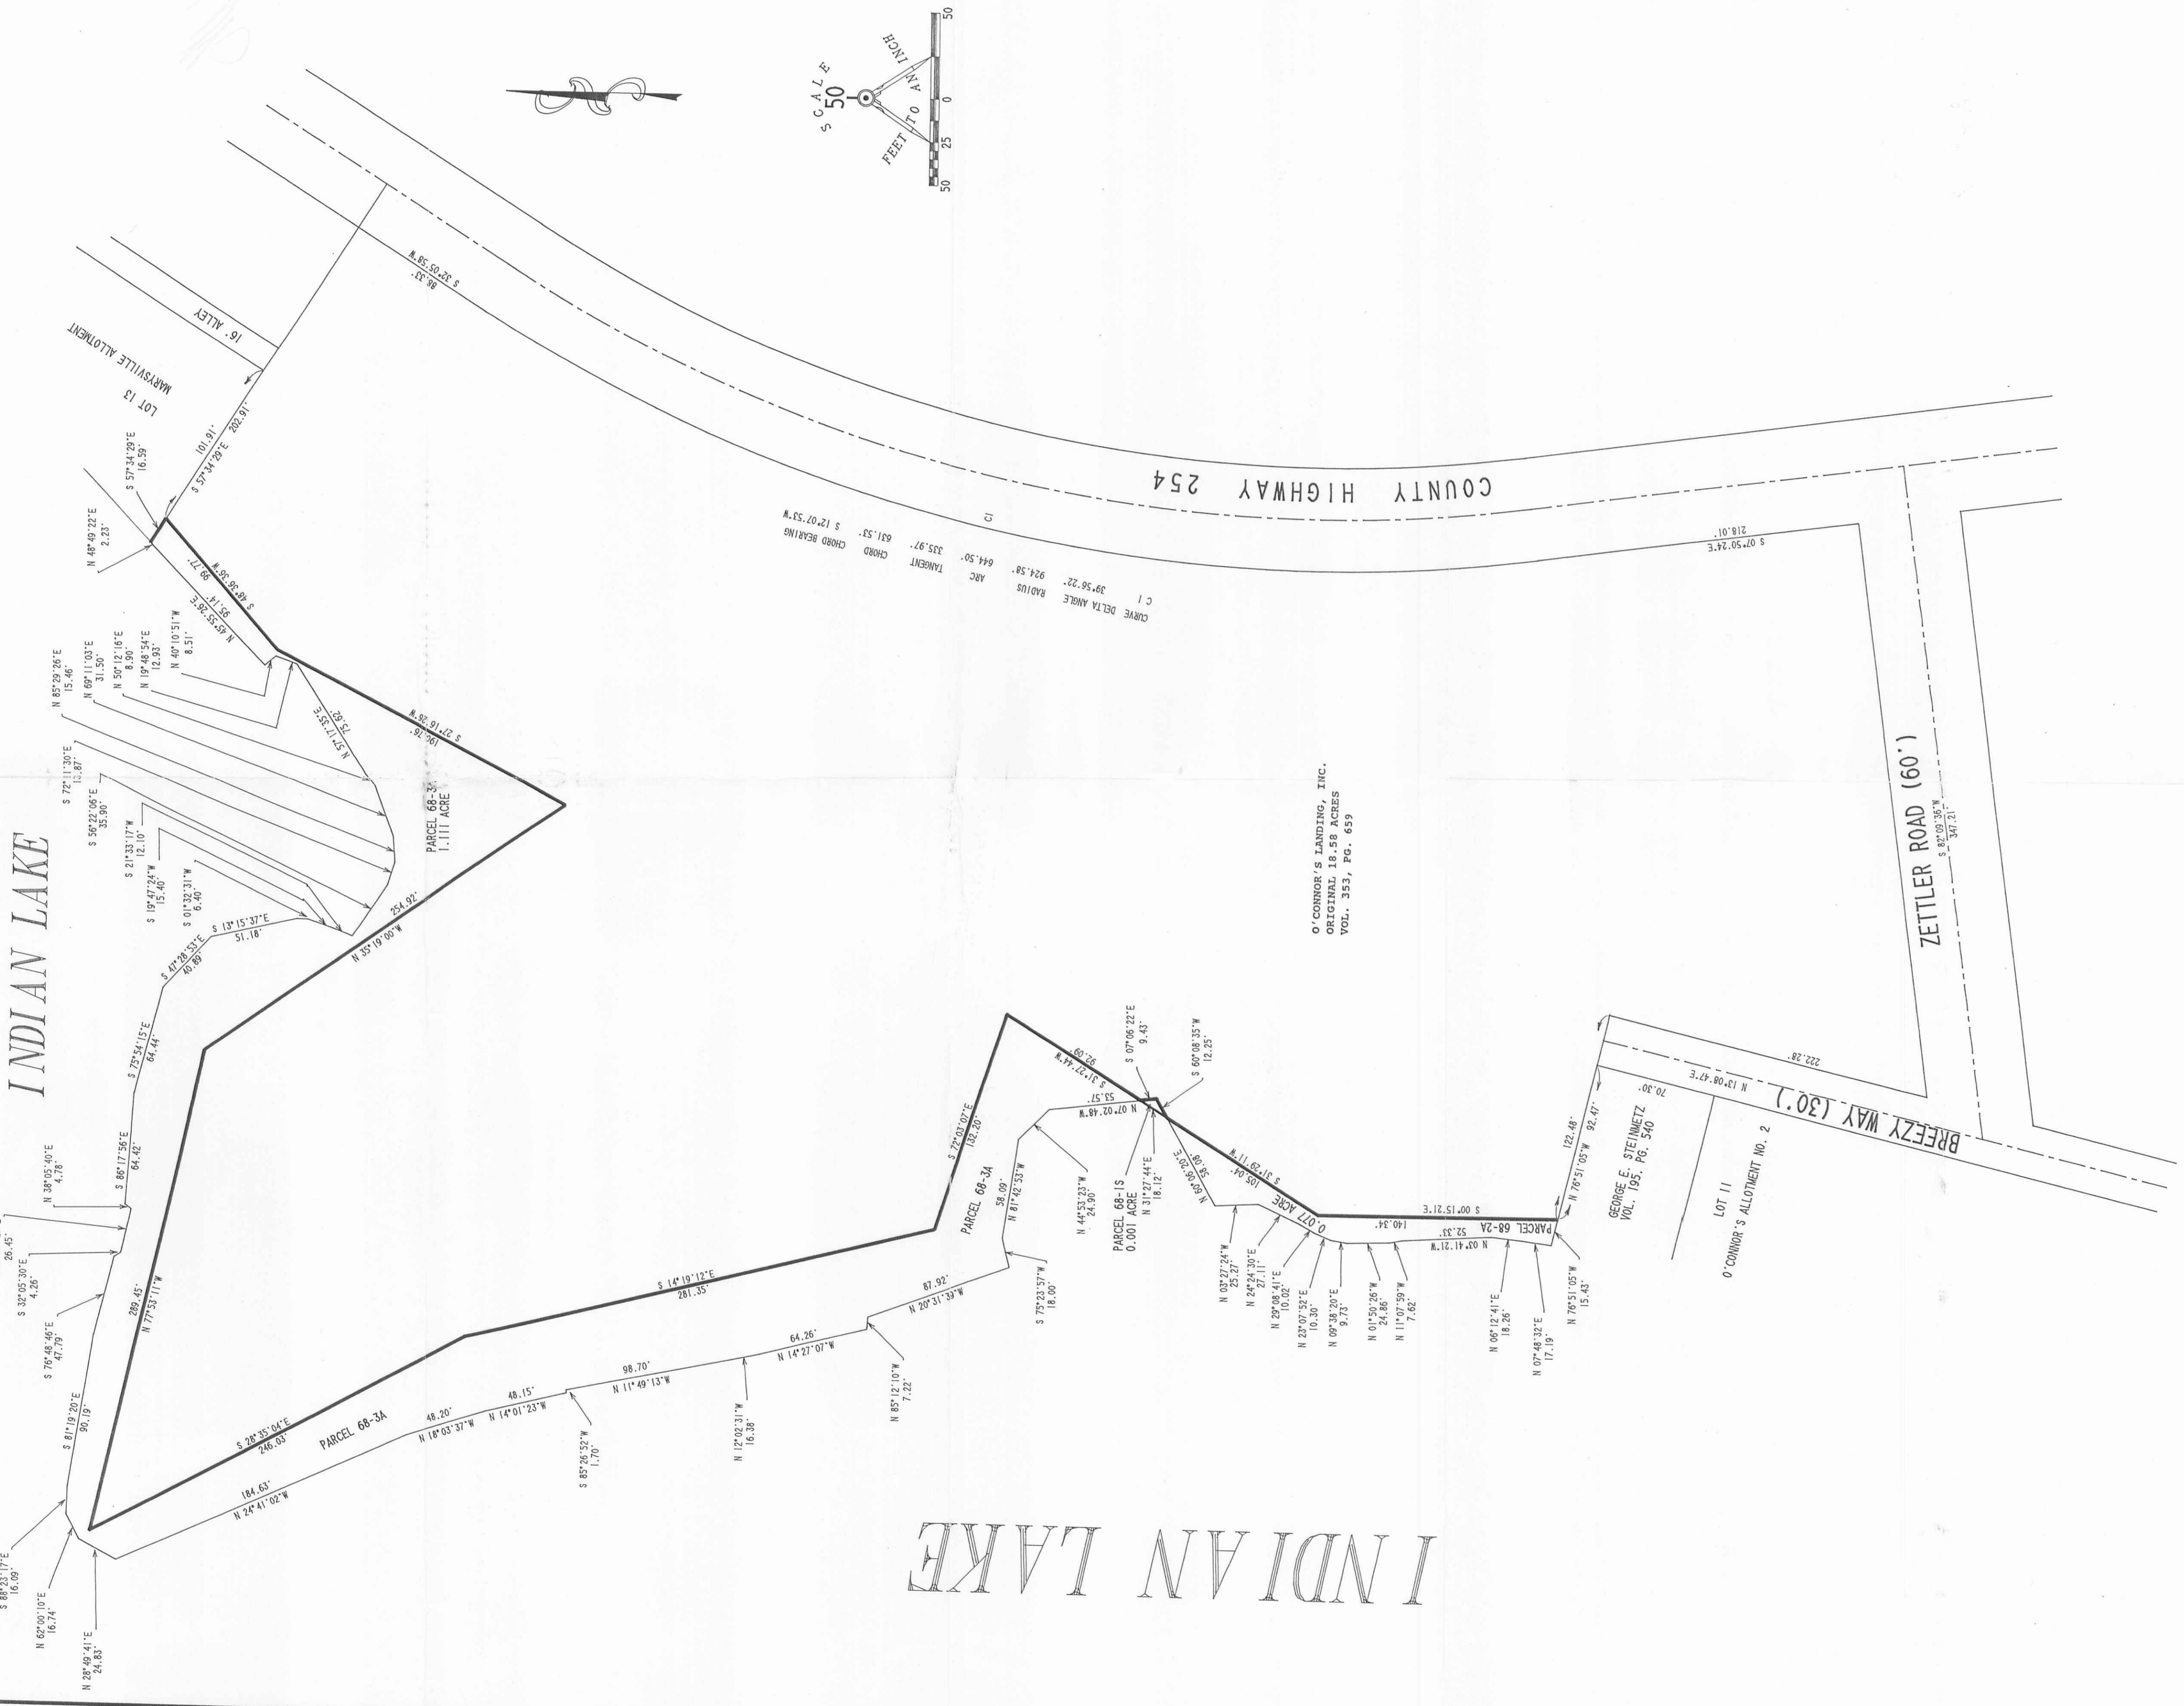 INDIAN LAKE
S 88°23'17"E
16.09'
N 62°00'10"E
16.74'
N 28°49'41"E
24.83'
S 81°19'20"E
90.19'
S 76°48'46"E
47.79'
S 32°05'30"E
4.26'
26.45'
N 38°05'40"E
4.78'
S 86°17'56"E
64.42'
S 75°54'15"E
64.44'
S 47°28'53"E
40.89'
S 13°15'37"E
51.18'
S 01°32'31"W
6.40'
S 19°47'24"W
15.40'
S 21°33'17"W
12.10'
S 56°22'06"E
35.90'
S 72°11'30"E
N 85°29'26"E
15.46'
N 69°11'03"E
31.50'
N 50°12'16"E
8.90'
N 19°48'54"E
12.93'
N 40°10'51"W
8.51'
N 57°17'35"E
75.62'
N 45°55'26"E
95.14'
N 48°49'22"E
2.23'
S 57°34'29"E
16.59'
S 48°36'36"W
99.77'
S 27°16'26"W
190.76'
N 35°19'00"W
254.92'
289.45'
N 77°53'11"W
PARCEL 68-3A
1.111 ACRE
LOT 13
MARYSVILLE ALLOTMENT
16' ALLEY
101.91'
S 57°34'29"E 202.91'
S 32°05'58"W
88.33'
SCALE
50
FEET TO AN INCH
50 25 0 50
COUNTY HIGHWAY 254
C1
CURVE DELTA ANGLE RADIUS ARC TANGENT CHORD CHORD BEARING
C 1 39°56'22" 924.58' 644.50' 335.97' 631.53' S 12°07'53"W
S 07°50'24"E
218.01'
S 28°35'04"E
246.03'
PARCEL 68-3A
184.63'
N 24°41'02"W
48.20'
N 18°03'37"W
48.15'
N 14°01'23"W
S 85°26'52"W
1.70'
98.70'
N 11°49'13"W
N 12°02'31"W
16.38'
64.26'
N 14°27'07"W
N 85°12'10"W
7.22'
87.92'
N 20°31'39"W
S 75°23'57"W
18.00'
S 14°19'12"E
281.35'
S 72°03'07"E
132.20'
PARCEL 68-3A
58.09'
N 81°42'53"W
N 44°53'23"W
24.90'
53.57'
N 07°02'48"W
S 31°27'44"W
92.09'
S 07°06'22"E
9.43'
S 60°08'35"W
12.25'
PARCEL 68-1S
0.001 ACRE
N 31°27'44"E
18.12'
N 60°06'20"E
58.08'
S 31°29'11"W
105.04'
N 03°27'24"W
25.27'
N 24°24'30"E
27.11'
0.077 ACRE
N 29°08'41"E
10.02'
N 23°07'52"E
10.30'
N 09°38'20"E
9.73'
N 01°50'26"W
24.86'
N 11°07'59"W
7.62'
S 00°15'21"E
140.34'
PARCEL 68-2A
52.33'
N 03°41'21"W
N 06°12'41"E
18.26'
N 07°48'32"E
17.19'
N 76°51'05"W
15.43'
122.48'
N 76°51'05"W 92.47'
O'CONNOR'S LANDING, INC.
ORIGINAL 18.58 ACRES
VOL. 353, PG. 659
GEORGE E. STEINMETZ
VOL. 195, PG. 540
70.30'
LOT 11
O'CONNOR'S ALLOTMENT NO. 2
N 13°08'47"E
222.28'
BREEZY WAY (30')
ZETTLER ROAD (60')
S 82°09'36"W
347.21'
INDIAN LAKE